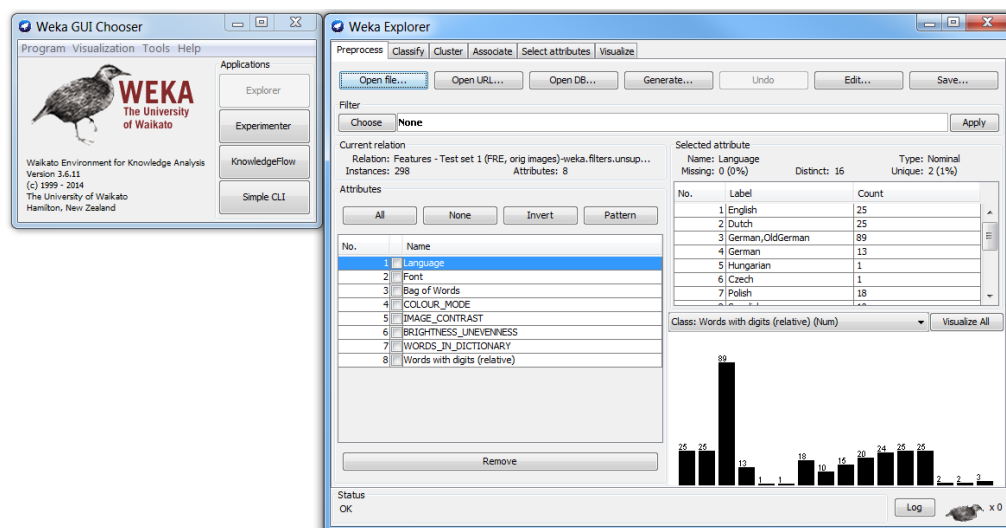 Weka GUI Chooser
Program Visualization Tools Help
WEKA
The University
of Waikato
Waikato Environment for Knowledge Analysis
Version 3.6.11
(c) 1999 - 2014
The University of Waikato
Hamilton, New Zealand
Applications
Explorer
Experimenter
KnowledgeFlow
Simple CLI
Weka Explorer
Preprocess Classify Cluster Associate Select attributes Visualize
Open file... Open URL... Open DB... Generate... Undo Edit... Save...
Filter
Choose None Apply
Current relation
Relation: Features - Test set 1 (FRE, orig images)-weka.filters.unsup...
Instances: 298 Attributes: 8
Attributes
All None Invert Pattern
No. Name
1 Language
2 Font
3 Bag of Words
4 COLOUR_MODE
5 IMAGE_CONTRAST
6 BRIGHTNESS_UNEVENNESS
7 WORDS_IN_DICTIONARY
8 Words with digits (relative)
Remove
Selected attribute
Name: Language Type: Nominal
Missing: 0 (0%) Distinct: 16 Unique: 2 (1%)
No. Label Count
1 English 25
2 Dutch 25
3 German,OldGerman 89
4 German 13
5 Hungarian 1
6 Czech 1
7 Polish 18
Class: Words with digits (relative) (Num) Visualize All
25 25 89 13 1 1 18 10 15 20 24 25 25 2 2 3
Status
OK
Log x 0